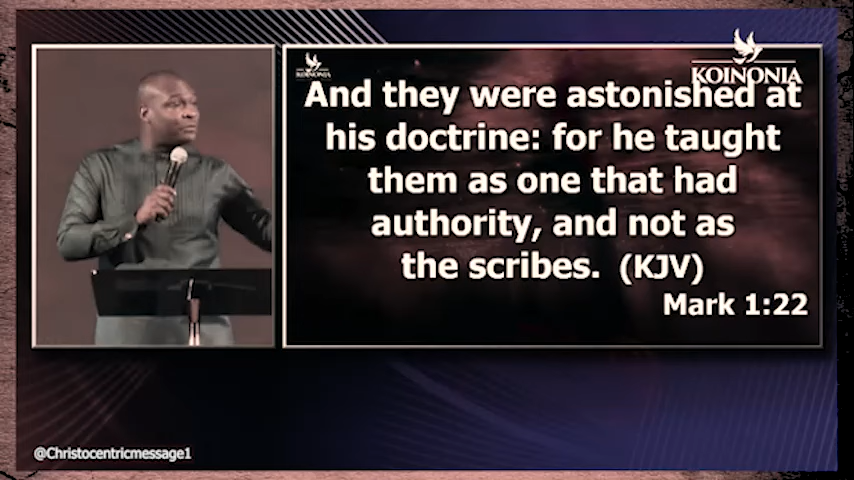 KOINONIA
KOINONIA
And they were astonished at
his doctrine: for he taught
them as one that had
authority, and not as
the scribes. (KJV)
Mark 1:22
@Christocentricmessage1